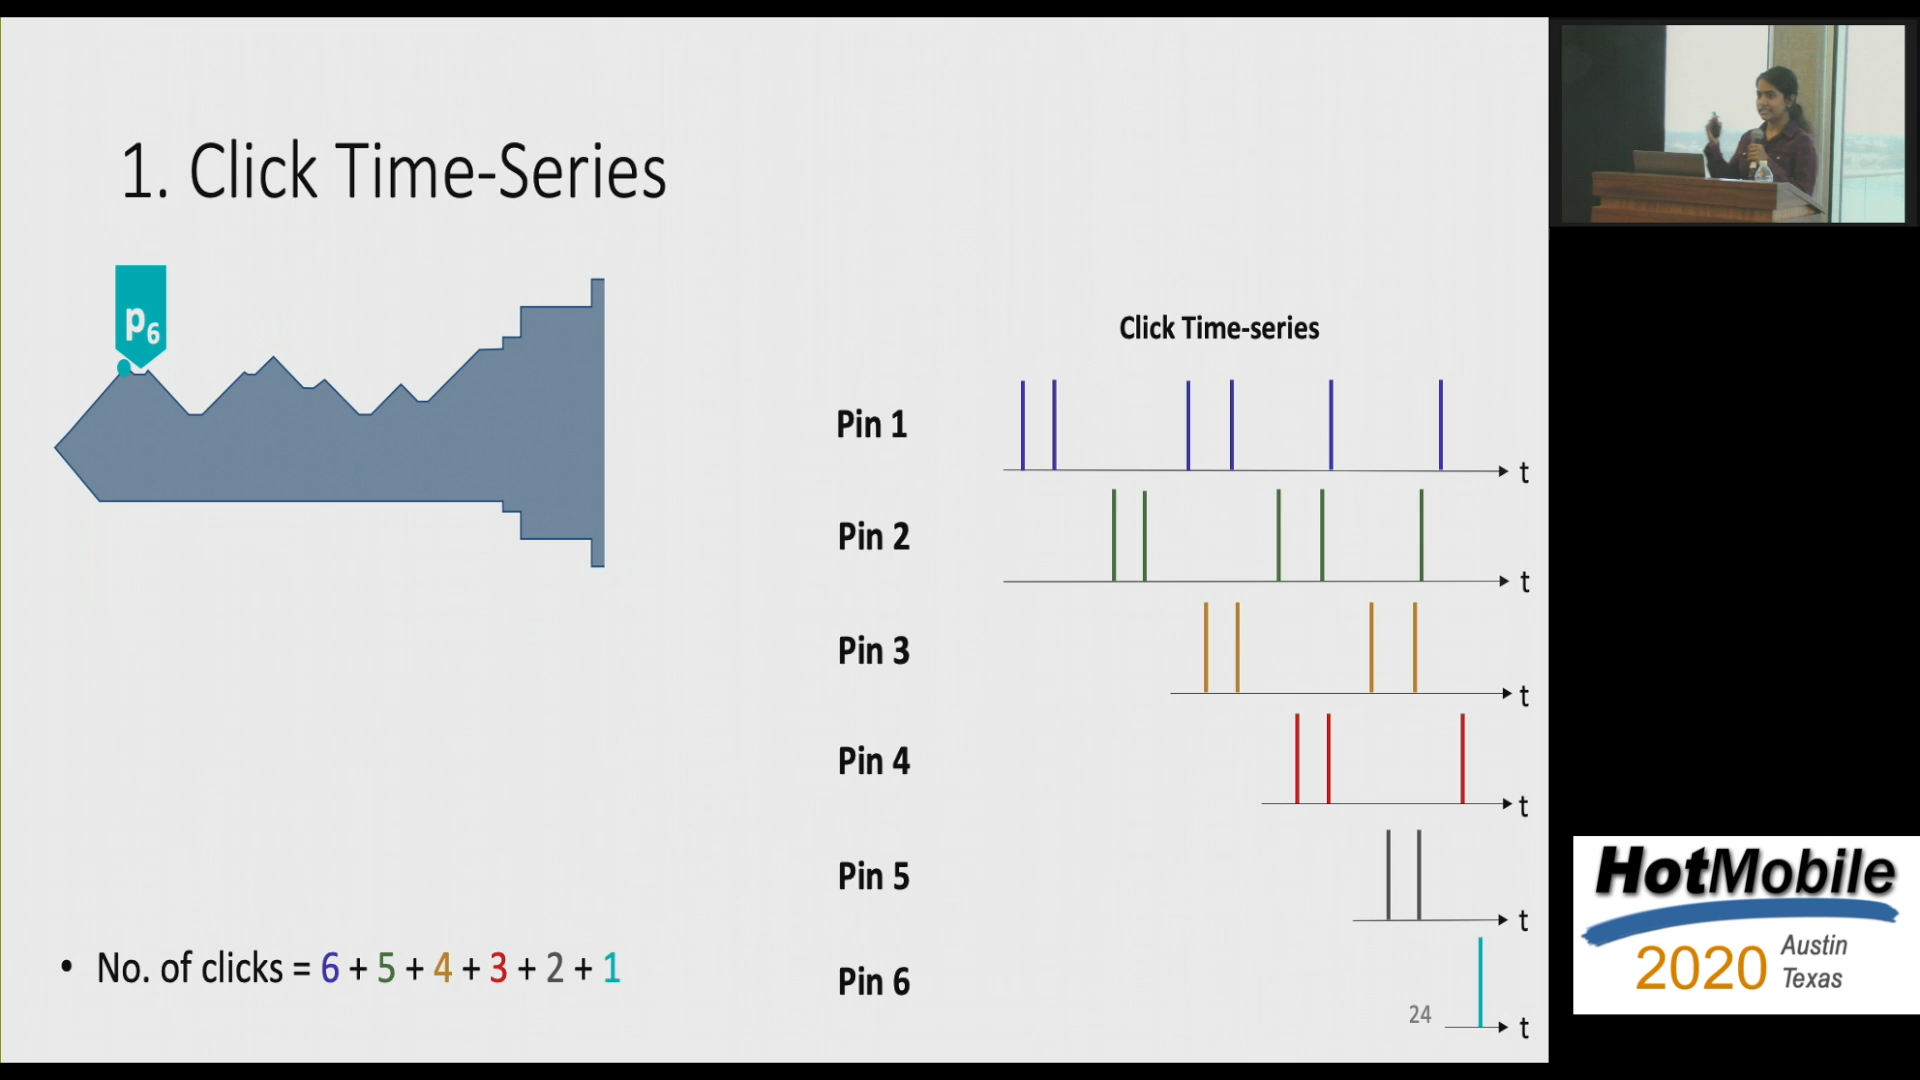 1. Click Time-Series
p6
Click Time-series
Pin 1
t
Pin 2
t
Pin 3
t
Pin 4
t
Pin 5
t
• No. of clicks = 6 + 5 + 4 + 3 + 2 + 1
Pin 6
24
t
HotMobile
2020 Austin
Texas